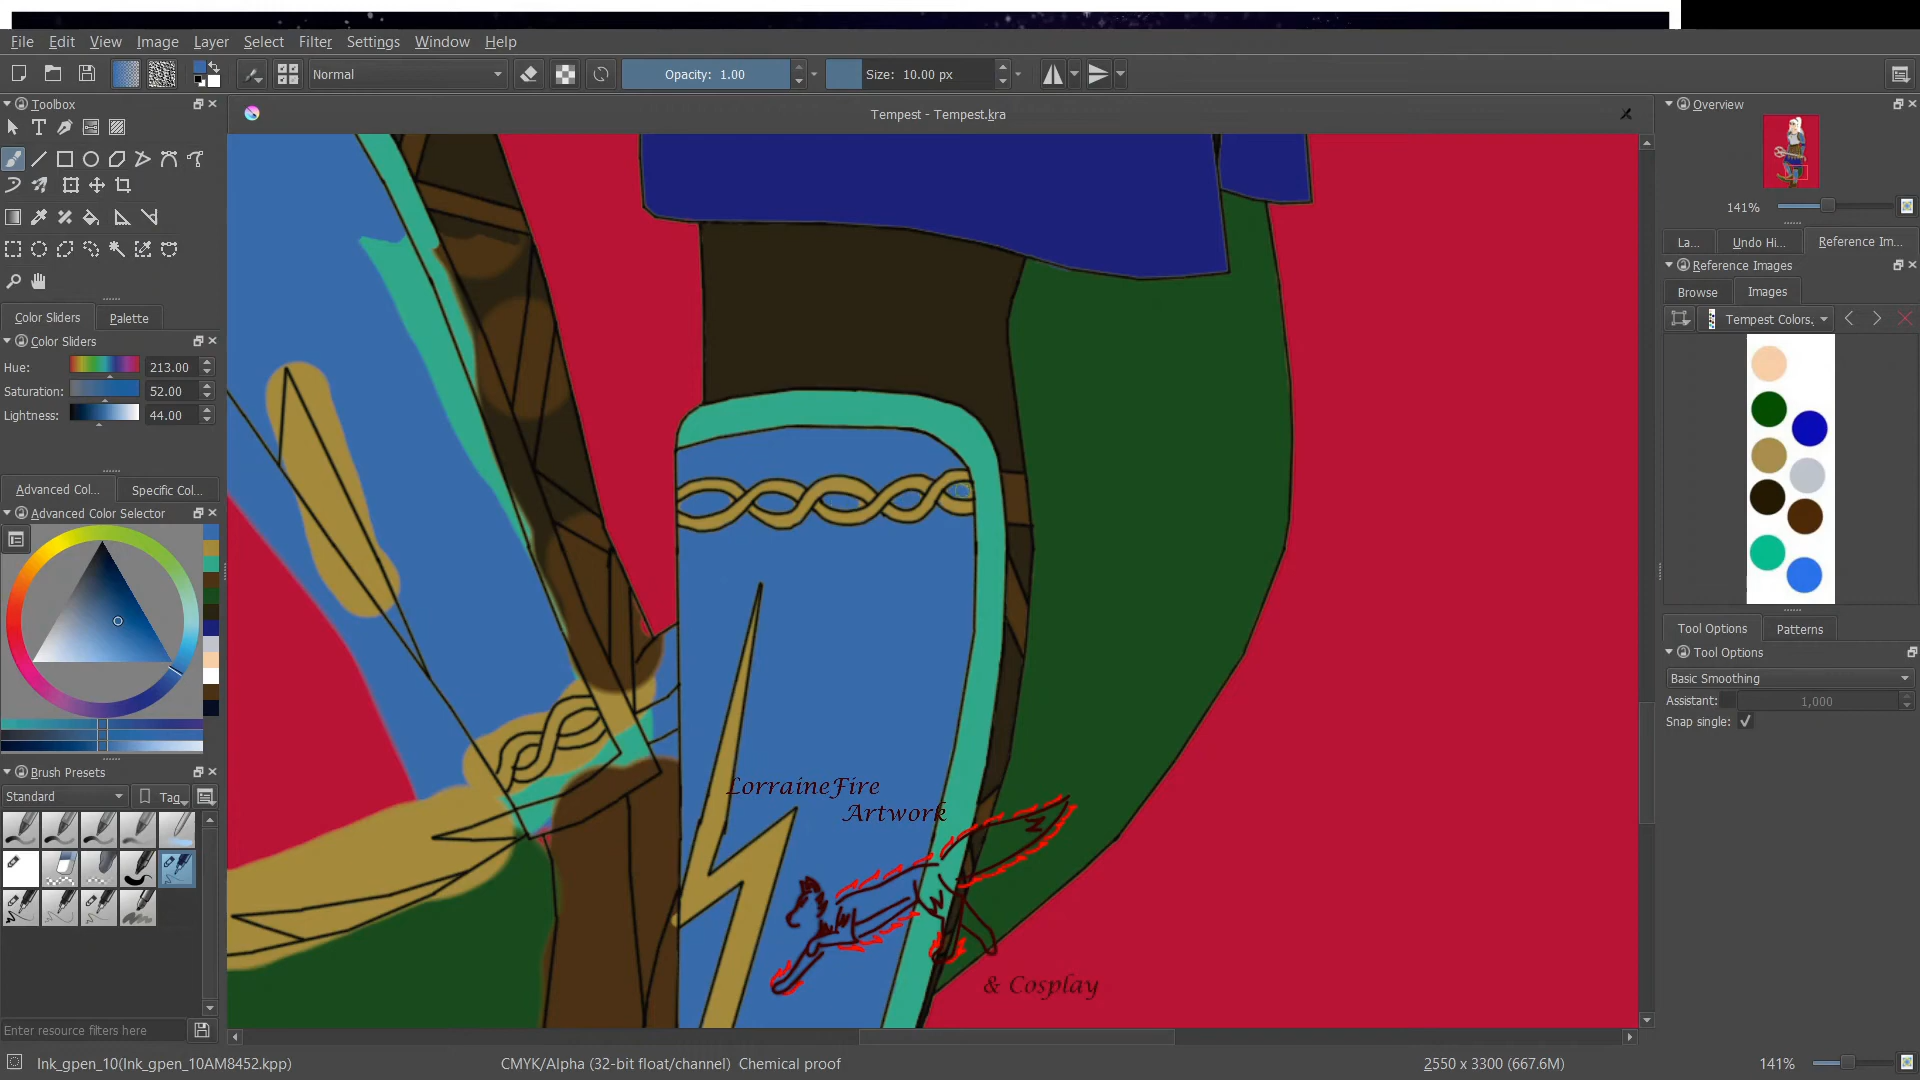 File Edit View Image Layer Select Filter Settings Window Help
Normal Opacity: 1.00 Size: 10.00 px
Toolbox
Tempest - Tempest.kra
Overview
141%
La... Undo Hi... Reference Im...
Reference Images
Browse Images
Tempest Colors.
Color Sliders Palette
Color Sliders
Hue: 213.00
Saturation: 52.00
Lightness: 44.00
Advanced Col... Specific Col...
Advanced Color Selector
Tool Options Patterns
Tool Options
Basic Smoothing
Assistant: 1,000
Snap single:
Brush Presets
Standard Tag
LorraineFire
Artwork
& Cosplay
Enter resource filters here
Ink_gpen_10(Ink_gpen_10AM8452.kpp) CMYK/Alpha (32-bit float/channel) Chemical proof 2550 x 3300 (667.6M) 141%